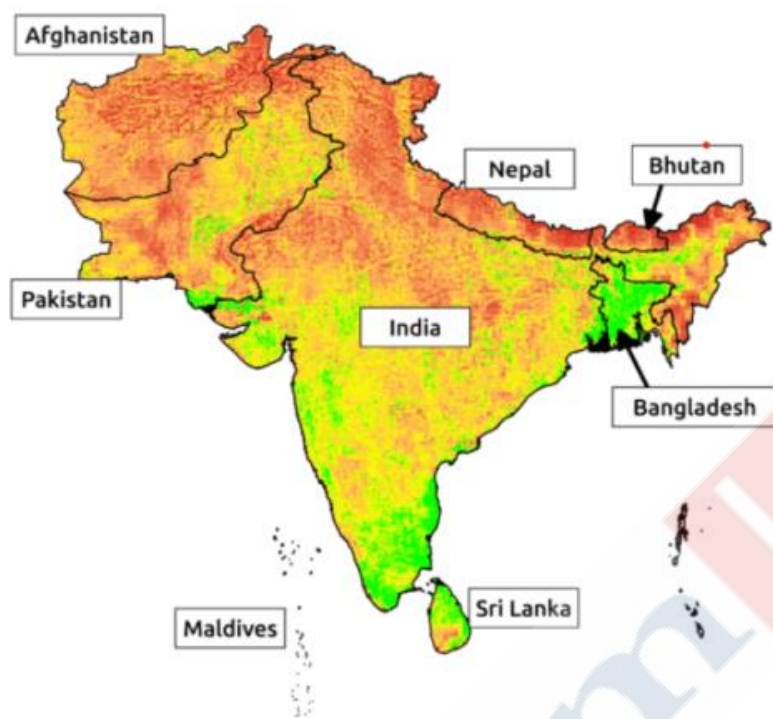 Afghanistan
Nepal
Bhutan
Pakistan
India
Bangladesh
Sri Lanka
Maldives